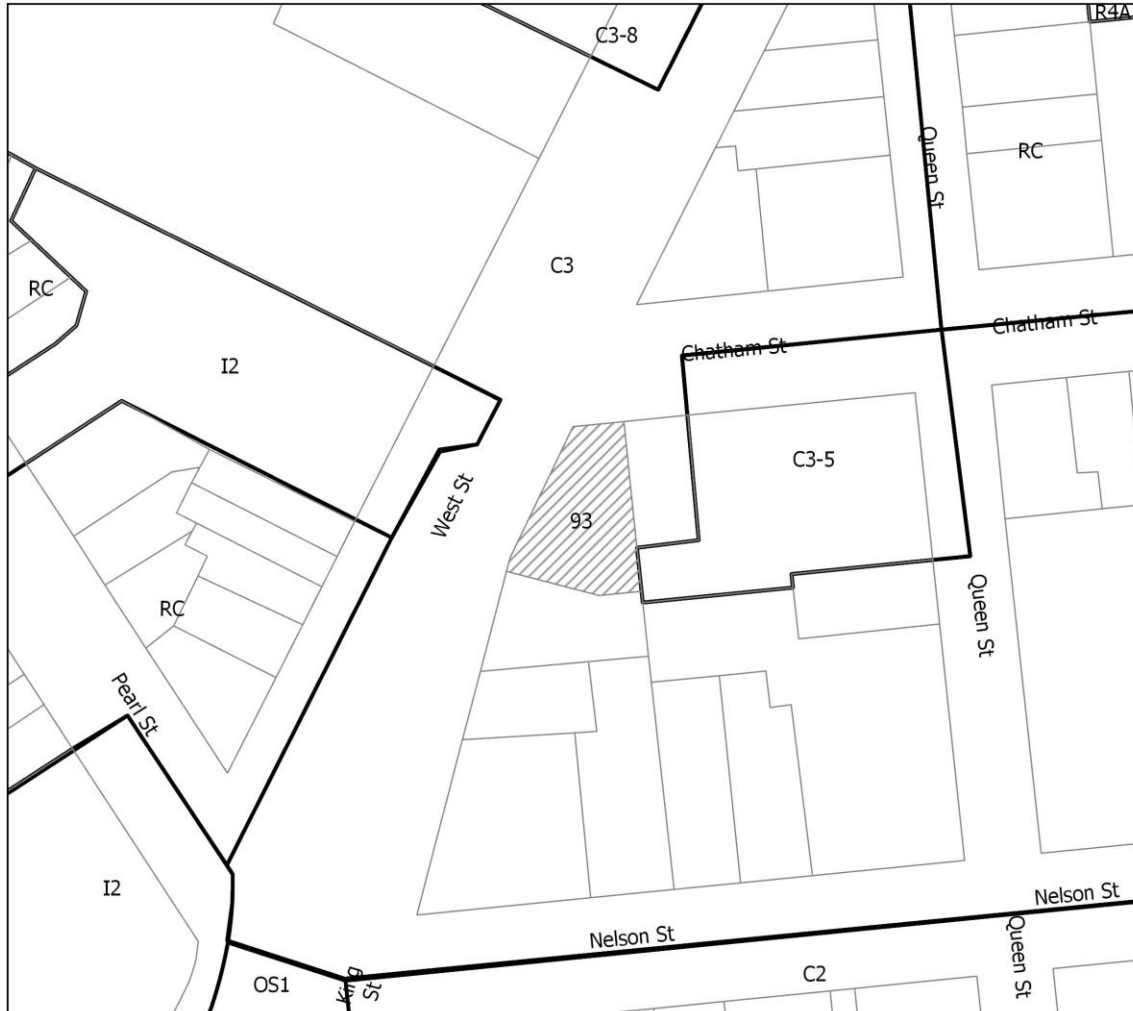 C3-8
R4A
Queen St
RC
C3
RC
Chatham St
Chatham St
I2
C3-5
West St
93
RC
Queen St
Pearl St
I2
Nelson St
Nelson St
Queen St
C2
OS1
King St